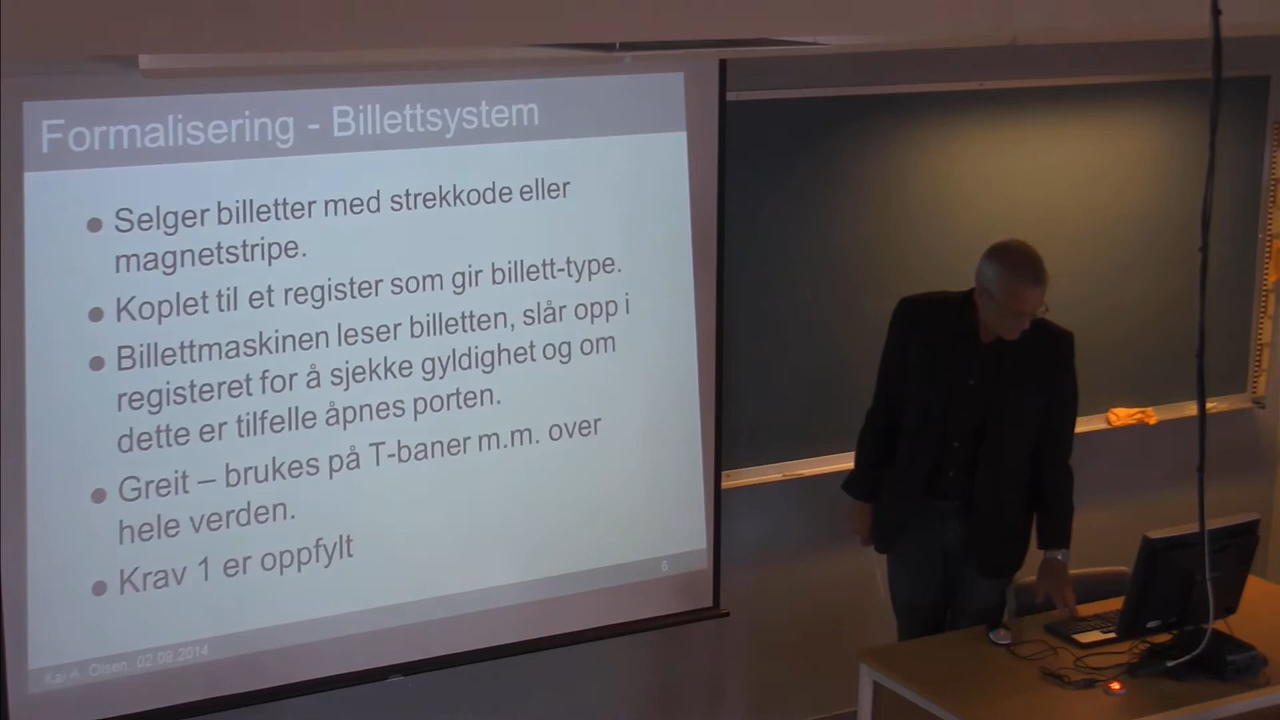 Formalisering - Billettsystem
● Selger billetter med strekkode eller
magnetstripe.
● Koplet til et register som gir billett-type.
● Billettmaskinen leser billetten, slår opp i
registeret for å sjekke gyldighet og om
dette er tilfelle åpnes porten.
● Greit – brukes på T-baner m.m. over
hele verden.
● Krav 1 er oppfylt
6
Kai A. Olsen, 02.09.2014